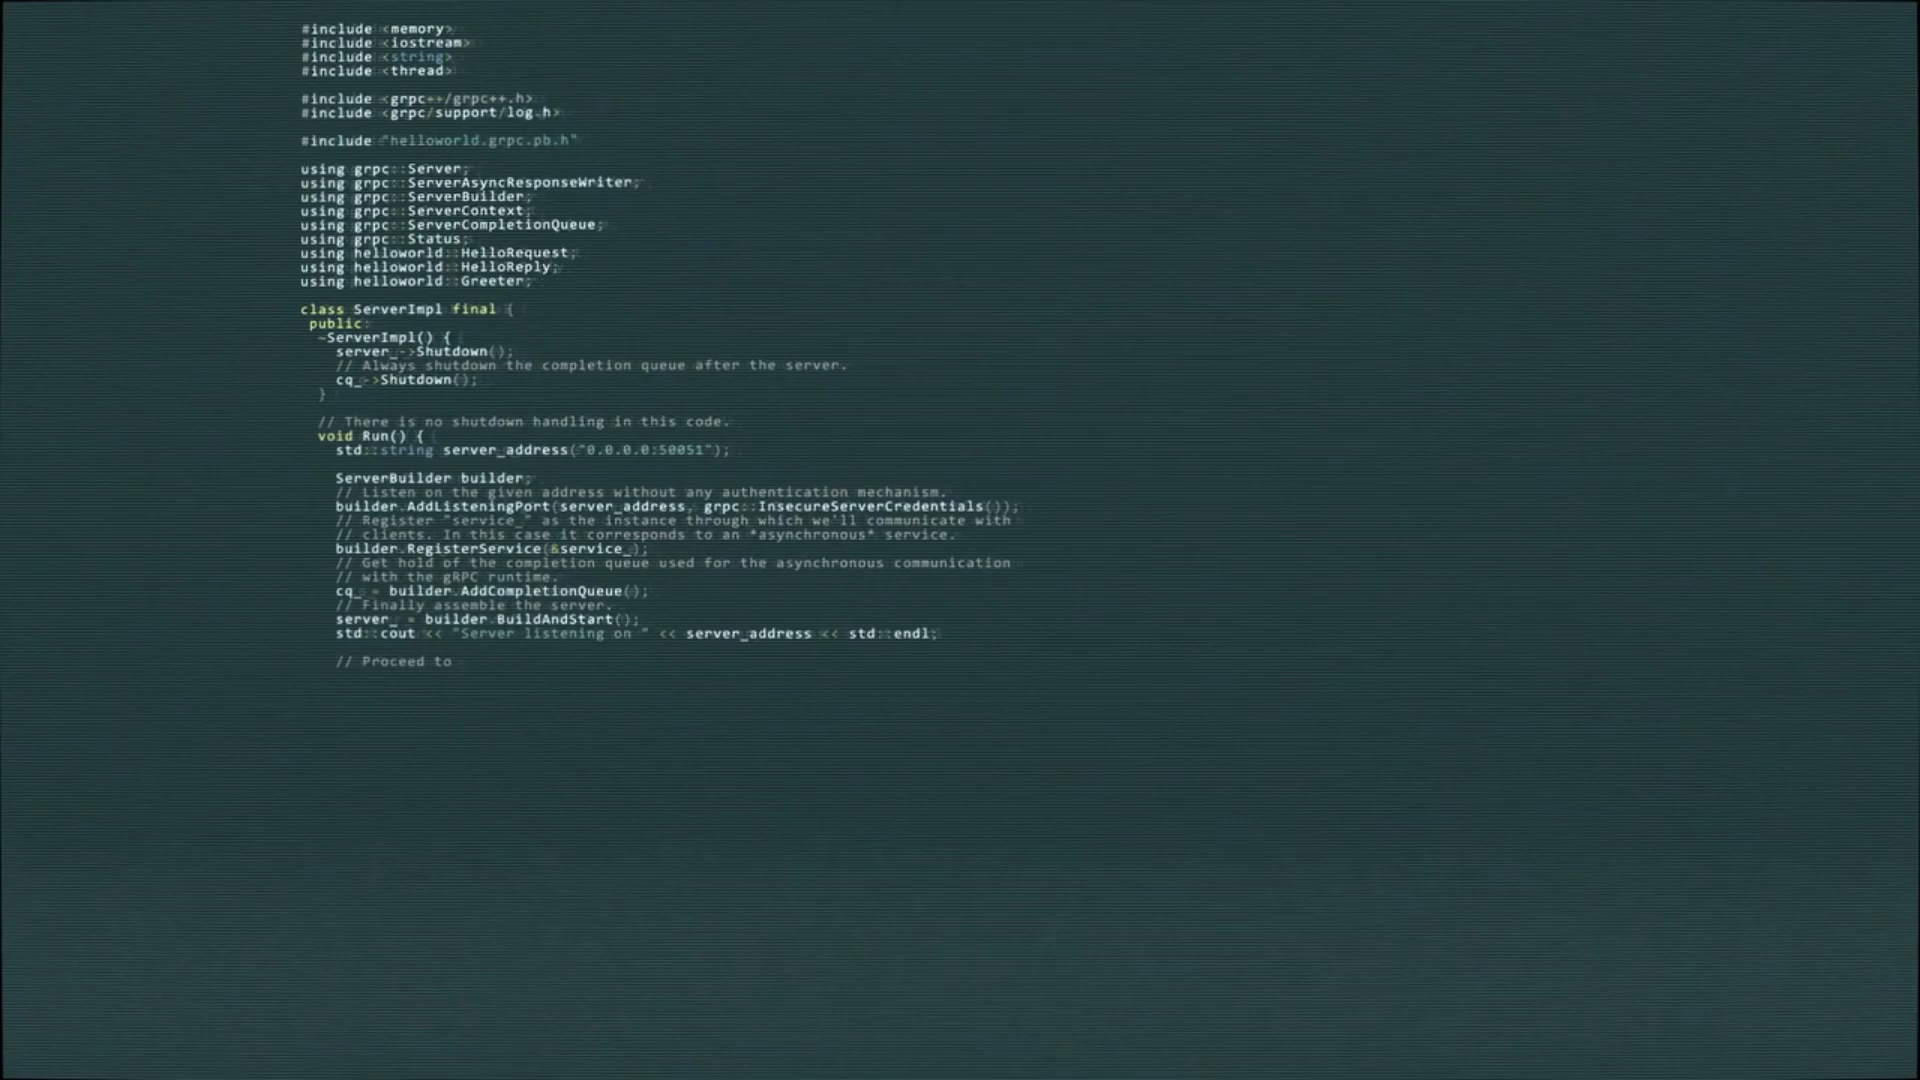 #include <memory>
#include <iostream>
#include <string>
#include <thread>
#include <grpc++/grpc++.h>
#include <grpc/support/log.h>
#include "helloworld.grpc.pb.h"
using grpc::Server;
using grpc::ServerAsyncResponseWriter;
using grpc::ServerBuilder;
using grpc::ServerContext;
using grpc::ServerCompletionQueue;
using grpc::Status;
using helloworld::HelloRequest;
using helloworld::HelloReply;
using helloworld::Greeter;
class ServerImpl final {
public:
~ServerImpl() {
server_->Shutdown();
// Always shutdown the completion queue after the server.
cq_->Shutdown();
}
// There is no shutdown handling in this code.
void Run() {
std::string server_address("0.0.0.0:50051");
ServerBuilder builder;
// Listen on the given address without any authentication mechanism.
builder.AddListeningPort(server_address, grpc::InsecureServerCredentials());
// Register "service_" as the instance through which we'll communicate with
// clients. In this case it corresponds to an *asynchronous* service.
builder.RegisterService(&service_);
// Get hold of the completion queue used for the asynchronous communication
// with the gRPC runtime.
cq_ = builder.AddCompletionQueue();
// Finally assemble the server.
server_ = builder.BuildAndStart();
std::cout << "Server listening on " << server_address << std::endl;
// Proceed to